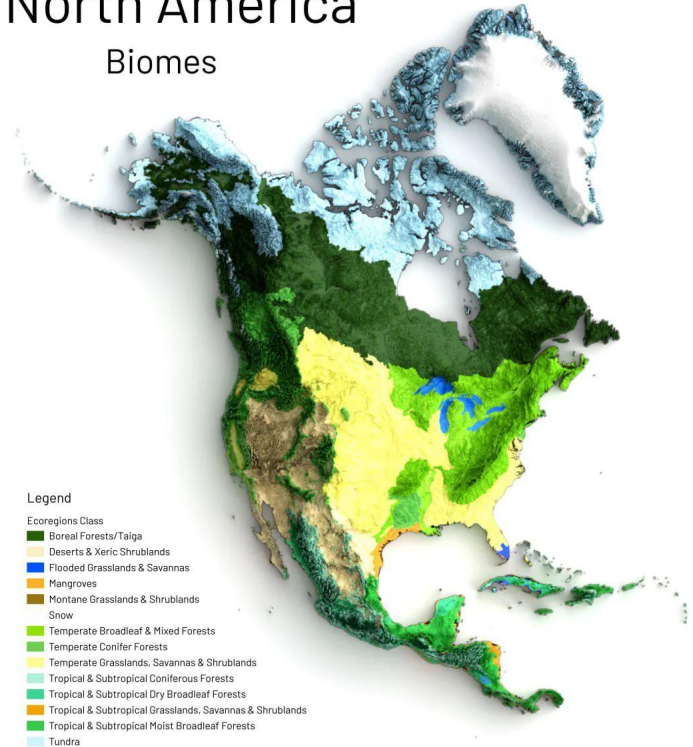 North America
Biomes
Legend
Ecoregions Class
Boreal Forests/Taiga
Deserts & Xeric Shrublands
Flooded Grasslands & Savannas
Mangroves
Montane Grasslands & Shrublands
Snow
Temperate Broadleaf & Mixed Forests
Temperate Conifer Forests
Temperate Grasslands, Savannas & Shrublands
Tropical & Subtropical Coniferous Forests
Tropical & Subtropical Dry Broadleaf Forests
Tropical & Subtropical Grasslands, Savannas & Shrublands
Tropical & Subtropical Moist Broadleaf Forests
Tundra